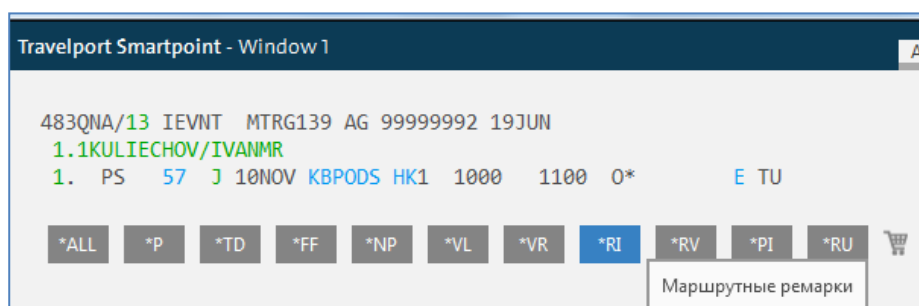 Travelport Smartpoint - Window 1
A
483QNA/13 IEVNT MTRG139 AG 99999992 19JUN
1.1KULIECHOV/IVANMR
1. PS 57 J 10NOV KBPODS HK1 1000 1100 O* E TU
*ALL *P *TD *FF *NP *VL *VR *RI *RV *PI *RU
Маршрутные ремарки